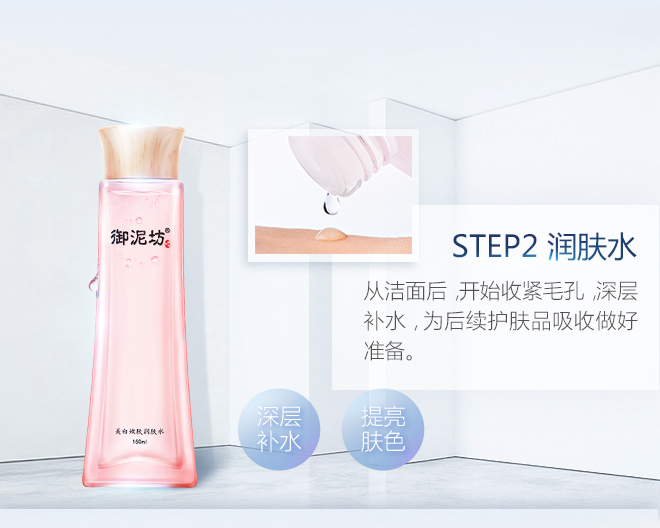 御泥坊®
美白嫩肤润肤水
150ml
STEP2 润肤水
从洁面后,开始收紧毛孔,深层
补水,为后续护肤品吸收做好
准备。
深层
补水
提亮
肤色